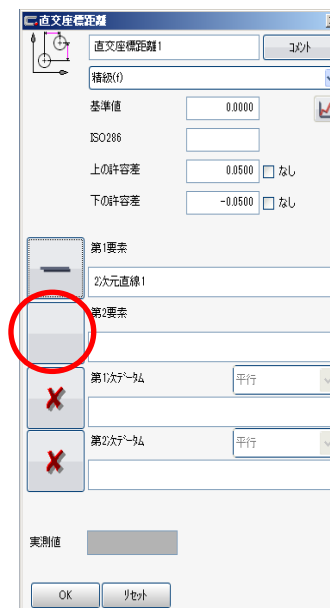 直交座標距離
直交座標距離1
コメント
精級(f)
基準値
0.0000
ISO286
上の許容差
0.0500
なし
下の許容差
-0.0500
なし
第1要素
2次元直線1
第2要素
第1次データム
平行
第2次データム
平行
実測値
OK
リセット